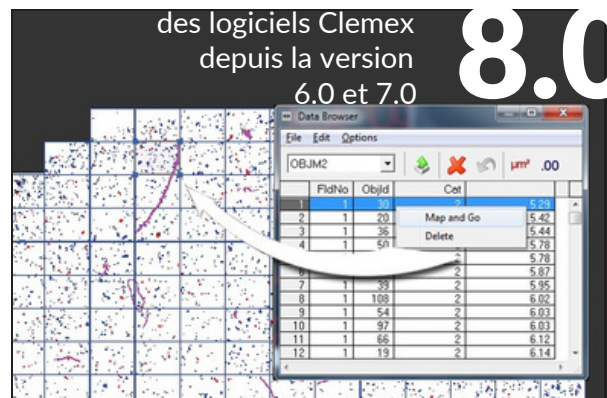 des logiciels Clemex
depuis la version
6.0 et 7.0
8.0
Data Browser
File Edit Options
OBJM2 µm² .00
FldNo ObjId Cat
1 1 30 2 5.29
2 1 20 5.42
3 1 36 5.44
4 1 50 5.78
5.78
6 2 5.87
7 1 39 2 5.95
8 1 108 2 6.02
9 1 54 2 6.03
10 1 97 2 6.03
11 1 66 2 6.12
12 1 19 2 6.14
Map and Go
Delete